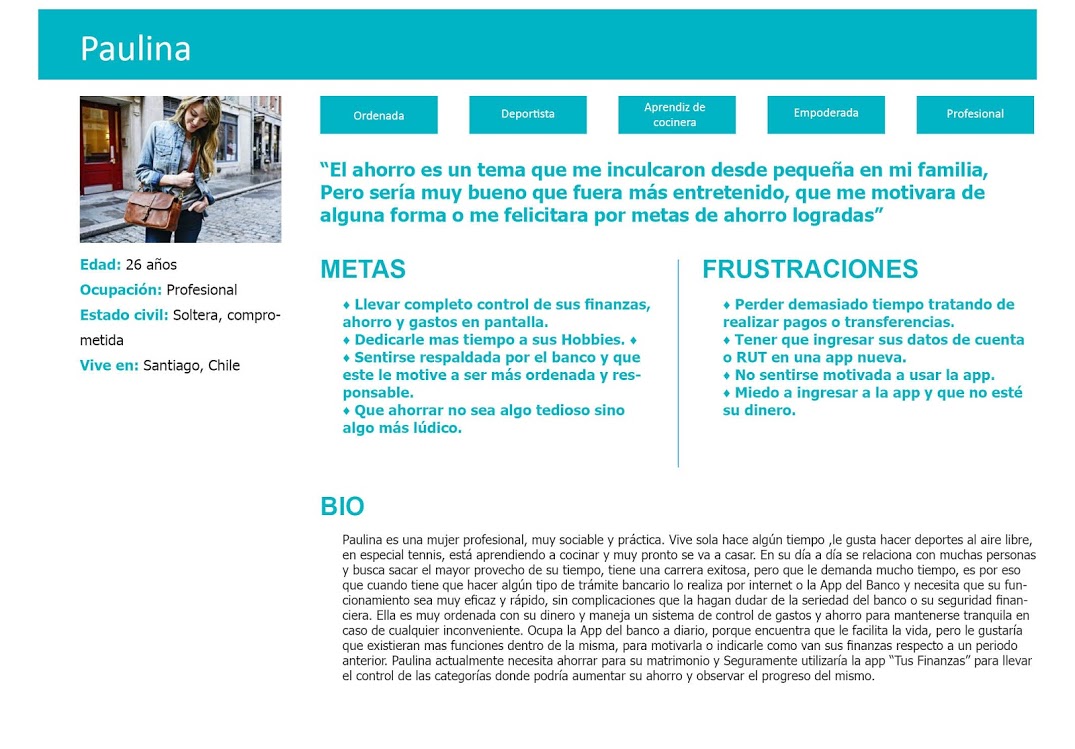 Paulina
Ordenada
Deportista
Aprendiz de
cocinera
Empoderada
Profesional
“El ahorro es un tema que me inculcaron desde pequeña en mi familia,
Pero sería muy bueno que fuera más entretenido, que me motivara de
alguna forma o me felicitara por metas de ahorro logradas”
Edad: 26 años
Ocupación: Profesional
Estado civil: Soltera, compro-
metida
Vive en: Santiago, Chile
METAS
♦ Llevar completo control de sus finanzas,
ahorro y gastos en pantalla.
♦ Dedicarle mas tiempo a sus Hobbies. ♦
♦ Sentirse respaldada por el banco y que
este le motive a ser más ordenada y res-
ponsable.
♦ Que ahorrar no sea algo tedioso sino
algo más lúdico.
FRUSTRACIONES
♦ Perder demasiado tiempo tratando de
realizar pagos o transferencias.
♦ Tener que ingresar sus datos de cuenta
o RUT en una app nueva.
♦ No sentirse motivada a usar la app.
♦ Miedo a ingresar a la app y que no esté
su dinero.
BIO
Paulina es una mujer profesional, muy sociable y práctica. Vive sola hace algún tiempo ,le gusta hacer deportes al aire libre,
en especial tennis, está aprendiendo a cocinar y muy pronto se va a casar. En su día a día se relaciona con muchas personas
y busca sacar el mayor provecho de su tiempo, tiene una carrera exitosa, pero que le demanda mucho tiempo, es por eso
que cuando tiene que hacer algún tipo de trámite bancario lo realiza por internet o la App del Banco y necesita que su fun-
cionamiento sea muy eficaz y rápido, sin complicaciones que la hagan dudar de la seriedad del banco o su seguridad finan-
ciera. Ella es muy ordenada con su dinero y maneja un sistema de control de gastos y ahorro para mantenerse tranquila en
caso de cualquier inconveniente. Ocupa la App del banco a diario, porque encuentra que le facilita la vida, pero le gustaría
que existieran mas funciones dentro de la misma, para motivarla o indicarle como van sus finanzas respecto a un periodo
anterior. Paulina actualmente necesita ahorrar para su matrimonio y Seguramente utilizaría la app “Tus Finanzas” para llevar
el control de las categorías donde podría aumentar su ahorro y observar el progreso del mismo.